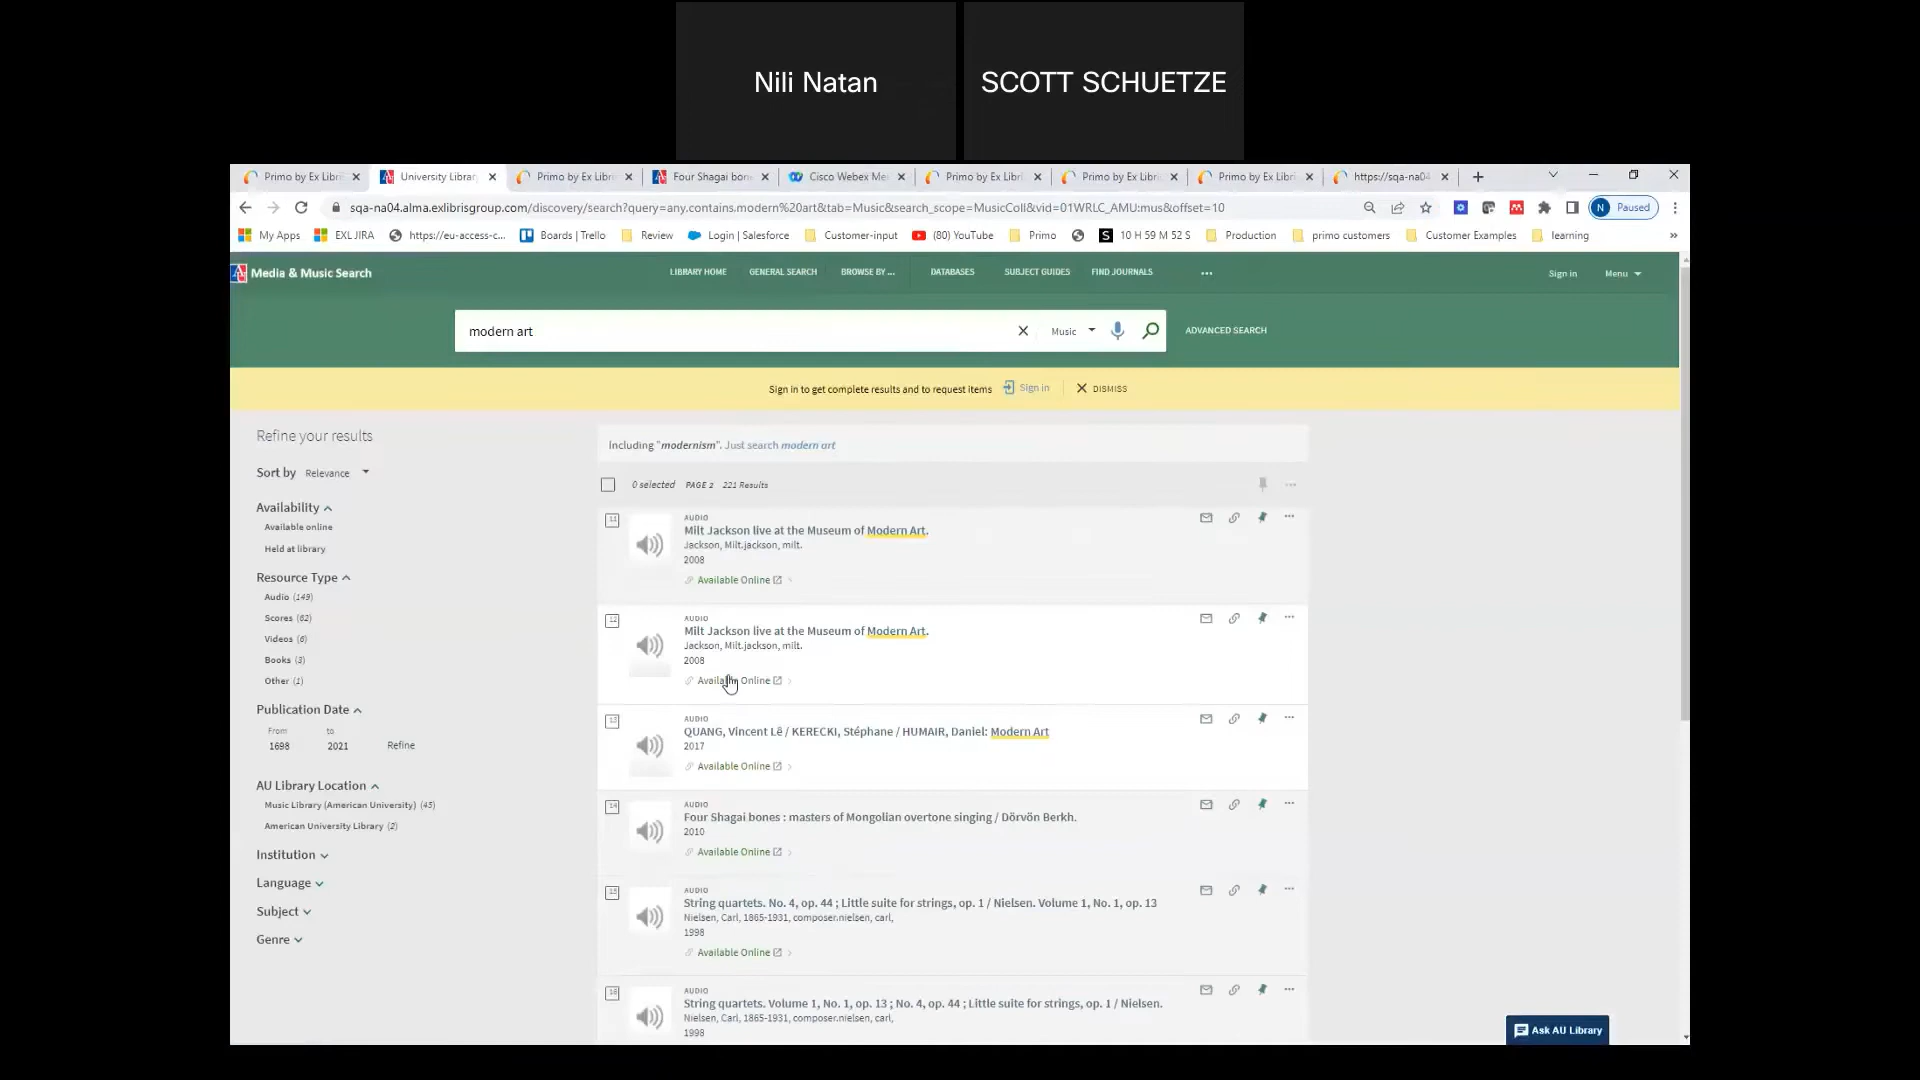 Nili Natan
SCOTT SCHUETZE
Primo by Ex Libr
University Librar
Primo by Ex Libri
Four Shagai bon
Cisco Webex Me
Primo by Ex Libri
Primo by Ex Libri
Primo by Ex Libri
https://sqa-na04
sqa-na04.alma.exlibrisgroup.com/discovery/search?query=any,contains,modern%20art&tab=Music&search_scope=MusicColl&vid=01WRLC_AMU:mus&offset=10
N Paused
My Apps
EXL JIRA
https://eu-access-c...
Boards | Trello
Review
Login | Salesforce
Customer-input
(80) YouTube
Primo
S 10 H 59 M 52 S
Production
primo customers
Customer Examples
learning
»
Media & Music Search
LIBRARY HOME
GENERAL SEARCH
BROWSE BY ...
DATABASES
SUBJECT GUIDES
FIND JOURNALS
Sign in
Menu
modern art
Music
ADVANCED SEARCH
Sign in to get complete results and to request items
Sign in
DISMISS
Refine your results
Sort by Relevance
Availability
Available online
Held at library
Resource Type
Audio (149)
Scores (62)
Videos (6)
Books (3)
Other (1)
Publication Date
From to
1698 2021 Refine
AU Library Location
Music Library (American University) (45)
American University Library (2)
Institution
Language
Subject
Genre
Including "modernism". Just search modern art
0 selected PAGE 2 221 Results
11
AUDIO
Milt Jackson live at the Museum of Modern Art.
Jackson, Milt.jackson, milt.
2008
Available Online
12
AUDIO
Milt Jackson live at the Museum of Modern Art.
Jackson, Milt.jackson, milt.
2008
Available Online
13
AUDIO
QUANG, Vincent Lê / KERECKI, Stéphane / HUMAIR, Daniel: Modern Art
2017
Available Online
14
AUDIO
Four Shagai bones : masters of Mongolian overtone singing / Dörvön Berkh.
2010
Available Online
15
AUDIO
String quartets. No. 4, op. 44 ; Little suite for strings, op. 1 / Nielsen. Volume 1, No. 1, op. 13
Nielsen, Carl, 1865-1931, composer.nielsen, carl,
1998
Available Online
16
AUDIO
String quartets. Volume 1, No. 1, op. 13 ; No. 4, op. 44 ; Little suite for strings, op. 1 / Nielsen.
Nielsen, Carl, 1865-1931, composer.nielsen, carl,
1998
Ask AU Library